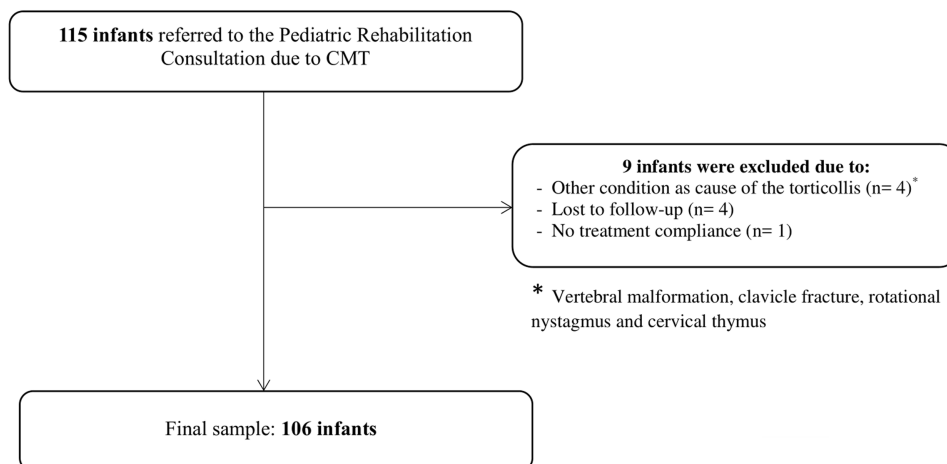 115 infants referred to the Pediatric Rehabilitation
Consultation due to CMT
9 infants were excluded due to:
- Other condition as cause of the torticollis (n= 4)*
- Lost to follow-up (n= 4)
- No treatment compliance (n= 1)
* Vertebral malformation, clavicle fracture, rotational
nystagmus and cervical thymus
Final sample: 106 infants